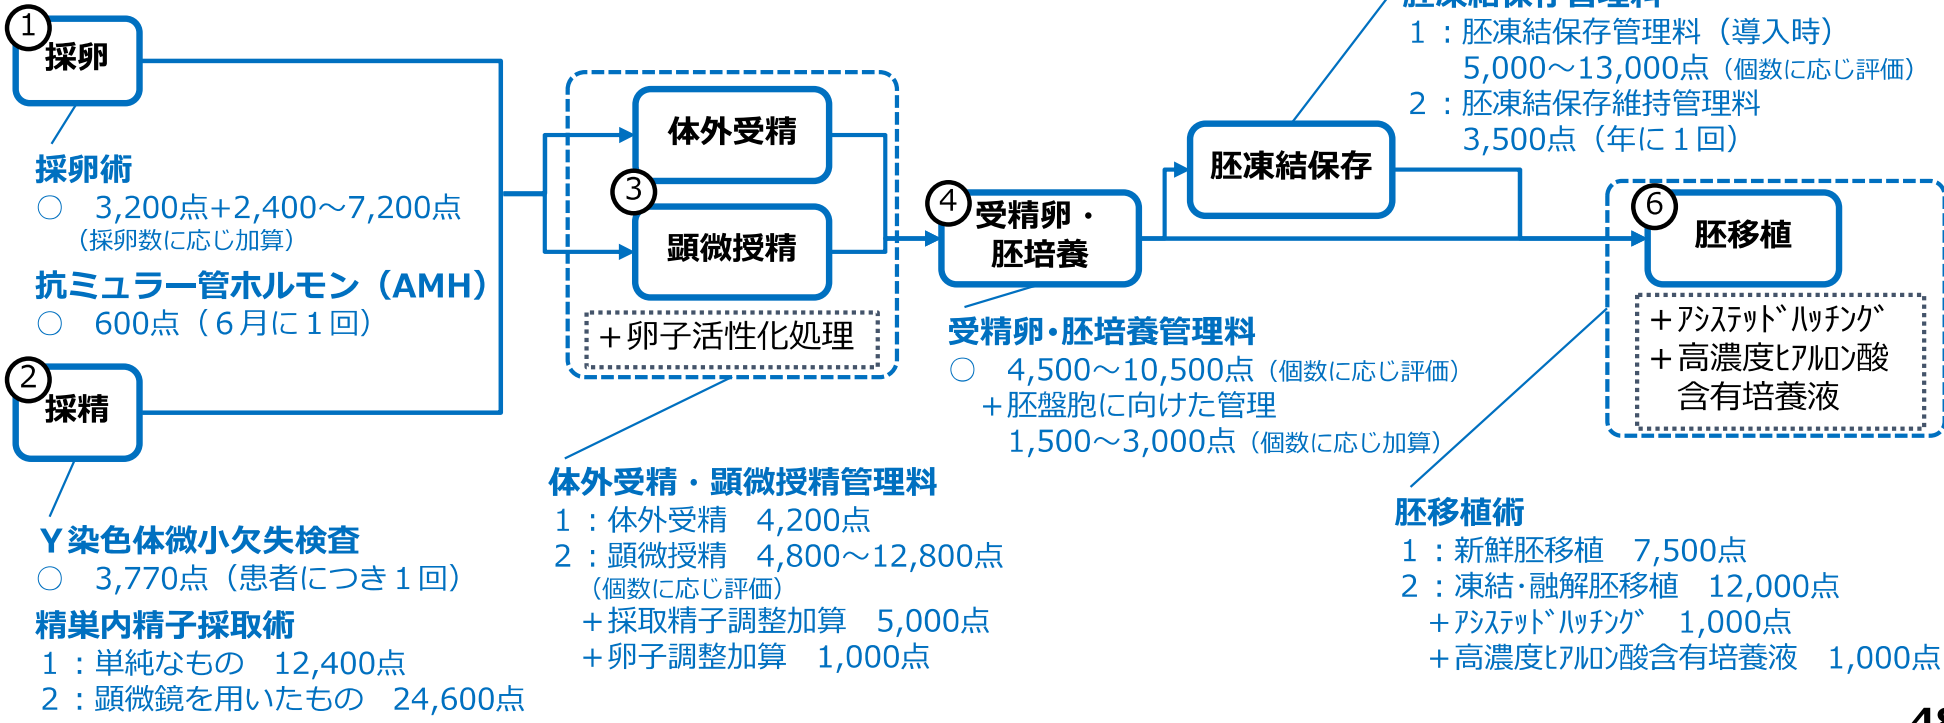 ①
採卵
採卵術
○　3,200点+2,400～7,200点
（採卵数に応じ加算）
抗ミュラー管ホルモン（AMH）
○　600点（６月に１回）
②
採精
Ｙ染色体微小欠失検査
○　3,770点（患者につき１回）
精巣内精子採取術
１：単純なもの　12,400点
２：顕微鏡を用いたもの　24,600点
体外受精
③
顕微授精
＋卵子活性化処理
体外受精・顕微授精管理料
１：体外受精　4,200点
２：顕微授精　4,800～12,800点
（個数に応じ評価）
＋採取精子調整加算　5,000点
＋卵子調整加算　1,000点
④
受精卵・
胚培養
受精卵・胚培養管理料
○　4,500～10,500点（個数に応じ評価）
＋胚盤胞に向けた管理
1,500～3,000点（個数に応じ加算）
胚凍結保存管理料
１：胚凍結保存管理料（導入時）
5,000～13,000点（個数に応じ評価）
２：胚凍結保存維持管理料
3,500点（年に１回）
胚凍結保存
⑥
胚移植
＋ｱｼｽﾃｯﾄﾞﾊｯﾁﾝｸﾞ
＋高濃度ﾋｱﾙﾛﾝ酸
含有培養液
胚移植術
１：新鮮胚移植　7,500点
２：凍結・融解胚移植　12,000点
＋ｱｼｽﾃｯﾄﾞﾊｯﾁﾝｸﾞ　1,000点
＋高濃度ﾋｱﾙﾛﾝ酸含有培養液　1,000点